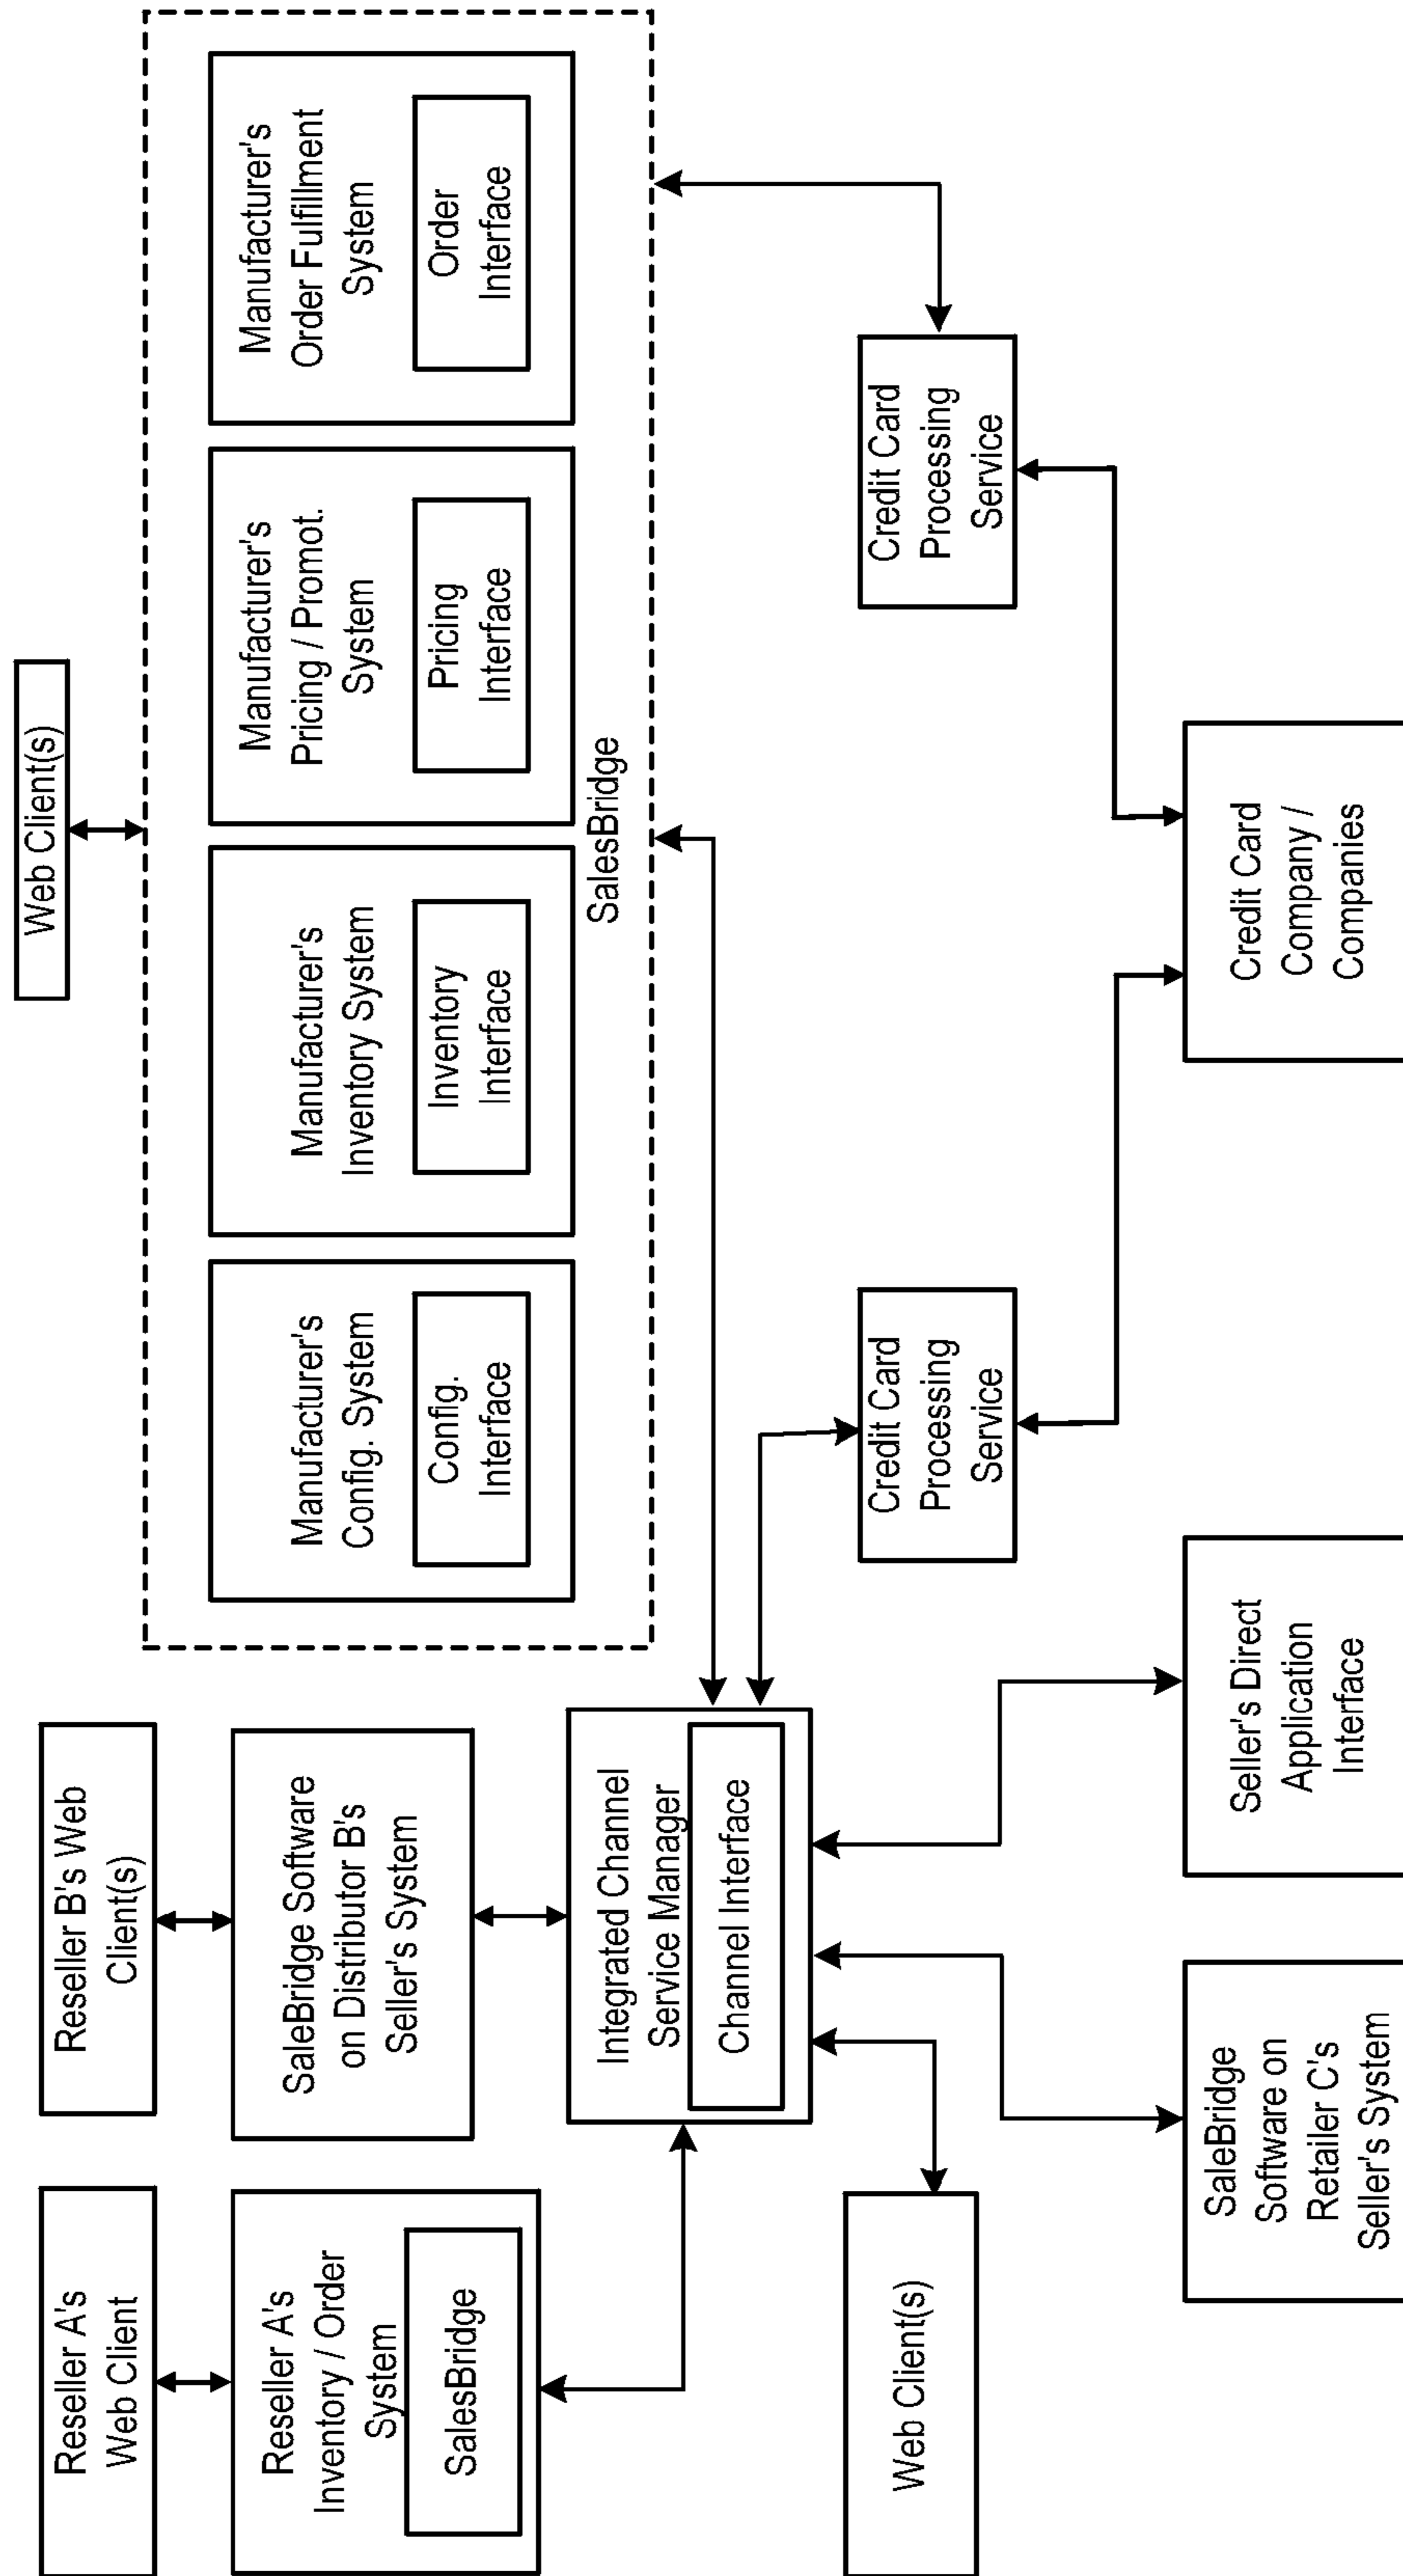 Reseller A's
Web Client
Reseller B's Web
Client(s)
Web Client(s)
Reseller A's
Inventory / Order
System
SalesBridge
SaleBridge Software
on Distributor B's
Seller's System
Manufacturer's
Config. System
Config.
Interface
Manufacturer's
Inventory System
Inventory
Interface
Manufacturer's
Pricing / Promot.
System
Pricing
Interface
Manufacturer's
Order Fulfillment
System
Order
Interface
SalesBridge
Integrated Channel
Service Manager
Channel Interface
Web Client(s)
Credit Card
Processing
Service
Credit Card
Processing
Service
SaleBridge
Software on
Retailer C's
Seller's System
Seller's Direct
Application
Interface
Credit Card
Company /
Companies